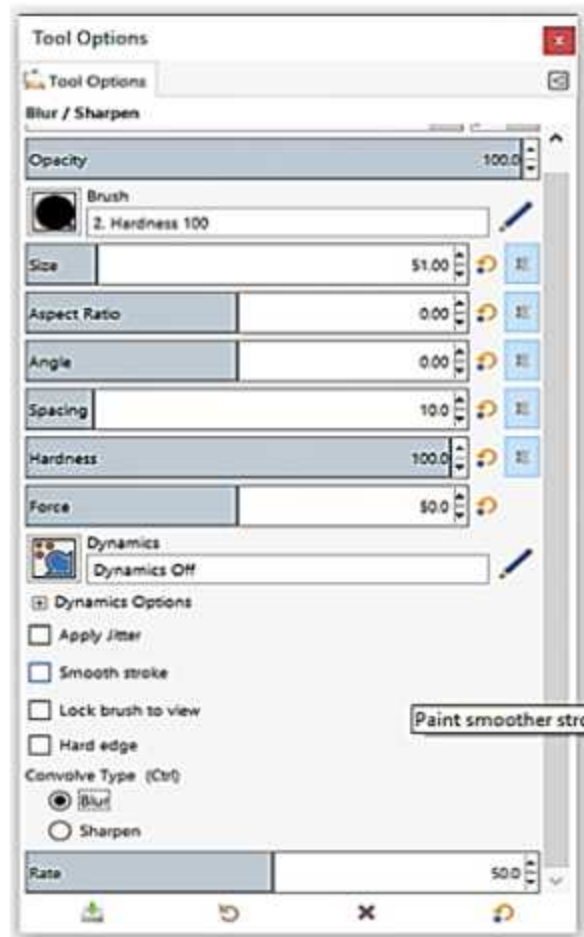 Tool Options
Tool Options
Blur / Sharpen
Opacity 100.0
Brush
2. Hardness 100
Size 51.00
Aspect Ratio 0.00
Angle 0.00
Spacing 10.0
Hardness 100.0
Force 50.0
Dynamics
Dynamics Off
Dynamics Options
Apply Jitter
Smooth stroke
Lock brush to view
Paint smoother stro
Hard edge
Convolve Type (Ctrl)
Blur
Sharpen
Rate 50.0